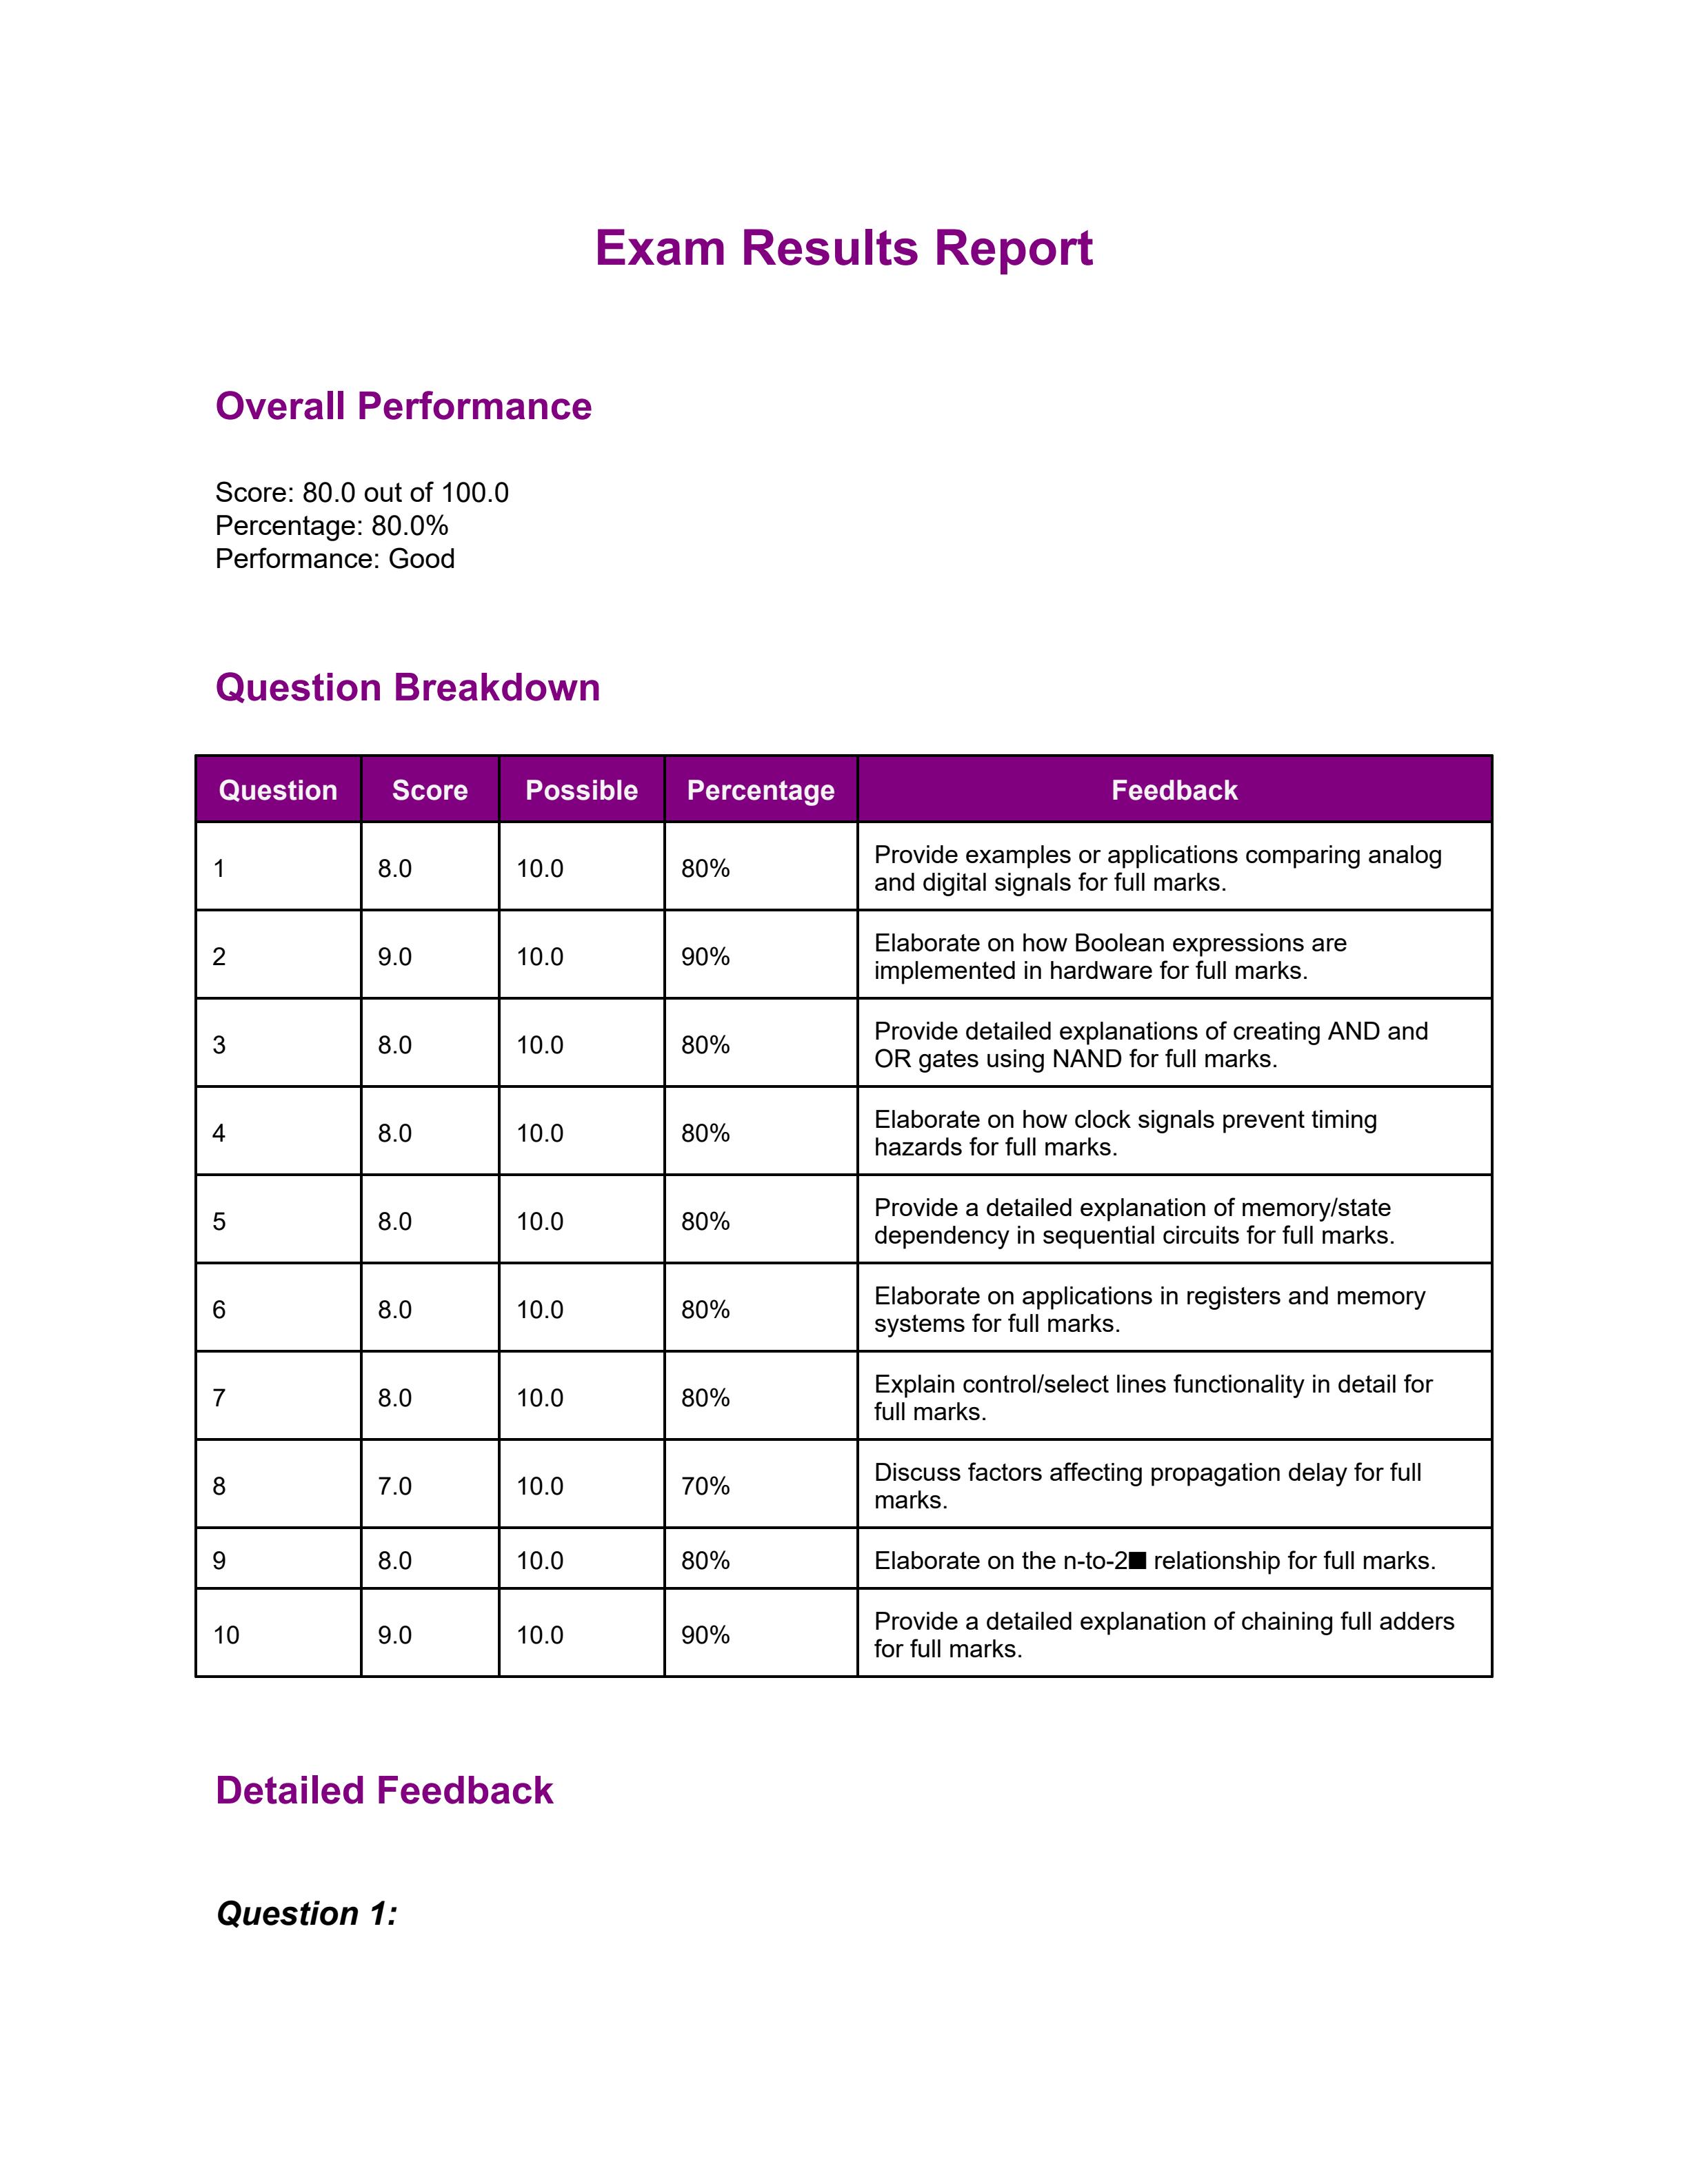 Exam Results Report
Overall Performance
Score: 80.0 out of 100.0
Percentage: 80.0%
Performance: Good
Question Breakdown
Question Score Possible Percentage Feedback
1 8.0 10.0 80% Provide examples or applications comparing analog
and digital signals for full marks.
2 9.0 10.0 90% Elaborate on how Boolean expressions are
implemented in hardware for full marks.
3 8.0 10.0 80% Provide detailed explanations of creating AND and
OR gates using NAND for full marks.
4 8.0 10.0 80% Elaborate on how clock signals prevent timing
hazards for full marks.
5 8.0 10.0 80% Provide a detailed explanation of memory/state
dependency in sequential circuits for full marks.
6 8.0 10.0 80% Elaborate on applications in registers and memory
systems for full marks.
7 8.0 10.0 80% Explain control/select lines functionality in detail for
full marks.
8 7.0 10.0 70% Discuss factors affecting propagation delay for full
marks.
9 8.0 10.0 80% Elaborate on the n-to-2■ relationship for full marks.
10 9.0 10.0 90% Provide a detailed explanation of chaining full adders
for full marks.
Detailed Feedback
Question 1: